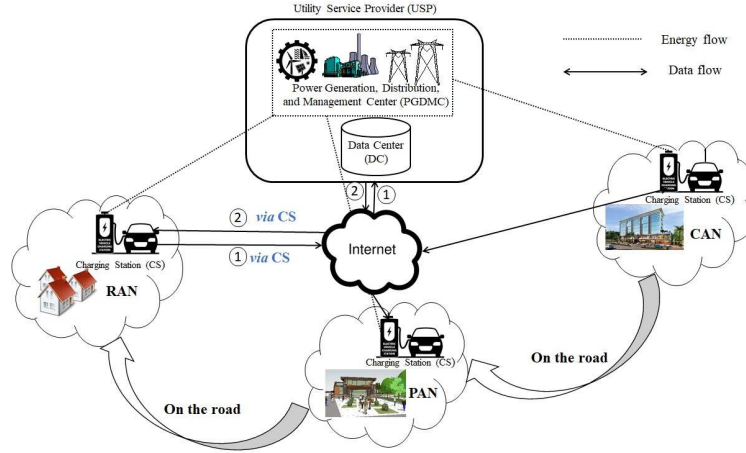 Utility Service Provider (USP)
Power Generation, Distribution,
and Management Center (PGDMC)
Data Center
(DC)
Energy flow
Data flow
2
1
2 via CS
1 via CS
Internet
Charging Station (CS)
RAN
Charging Station (CS)
CAN
Charging Station (CS)
PAN
On the road
On the road